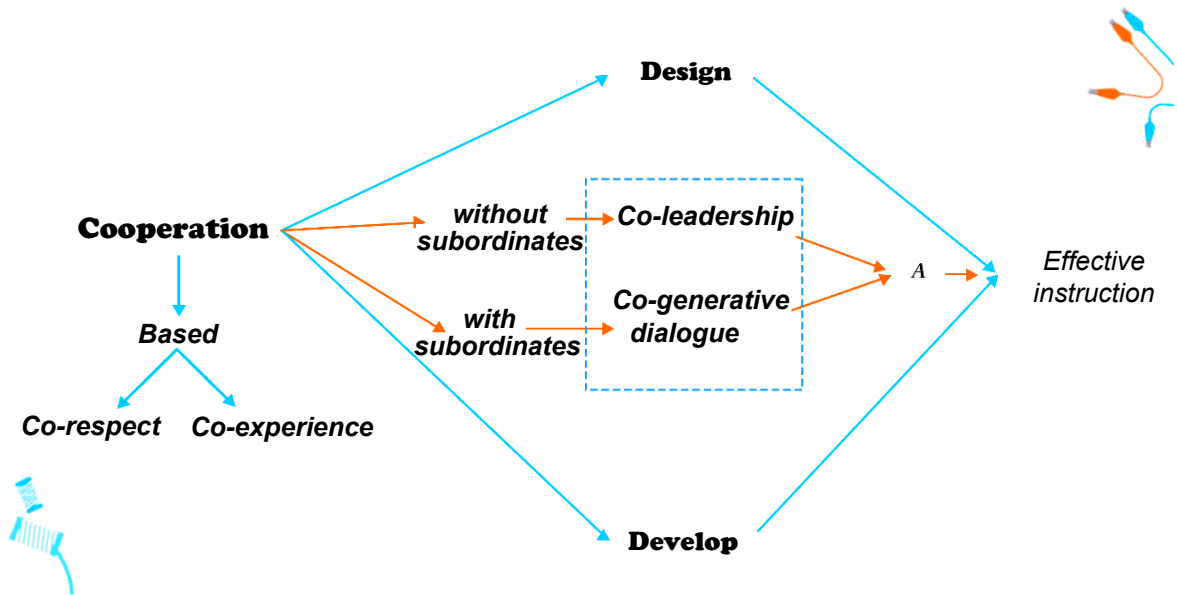 Design
without
subordinates
Co-leadership
Cooperation
A
Effective
instruction
Co-generative
dialogue
with
subordinates
Based
Co-respect
Co-experience
Develop